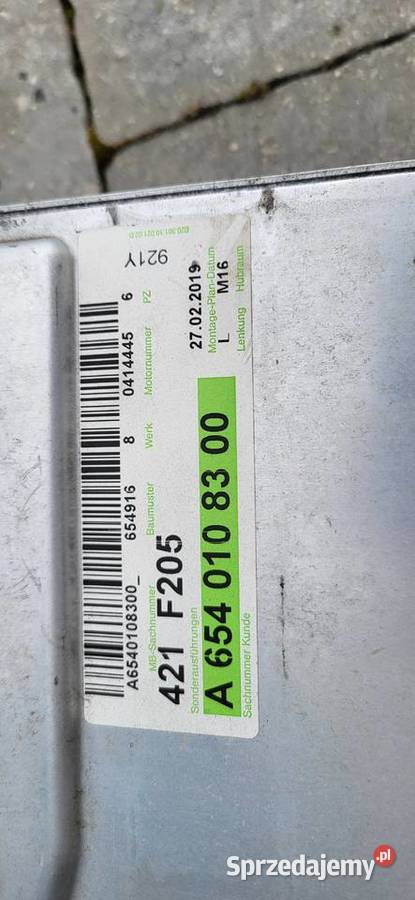 A6540108300_ 654916 8 0414445 6
MB-Sachnummer Baumuster Werk Motornummer PZ
921Y
421 F205
27.02.2019
Sonderausführungen Montage-Plan-Datum
A 654 010 83 00
L M16
Sachnummer Kunde Lenkung Hubraum
Sprzedajemy.pl